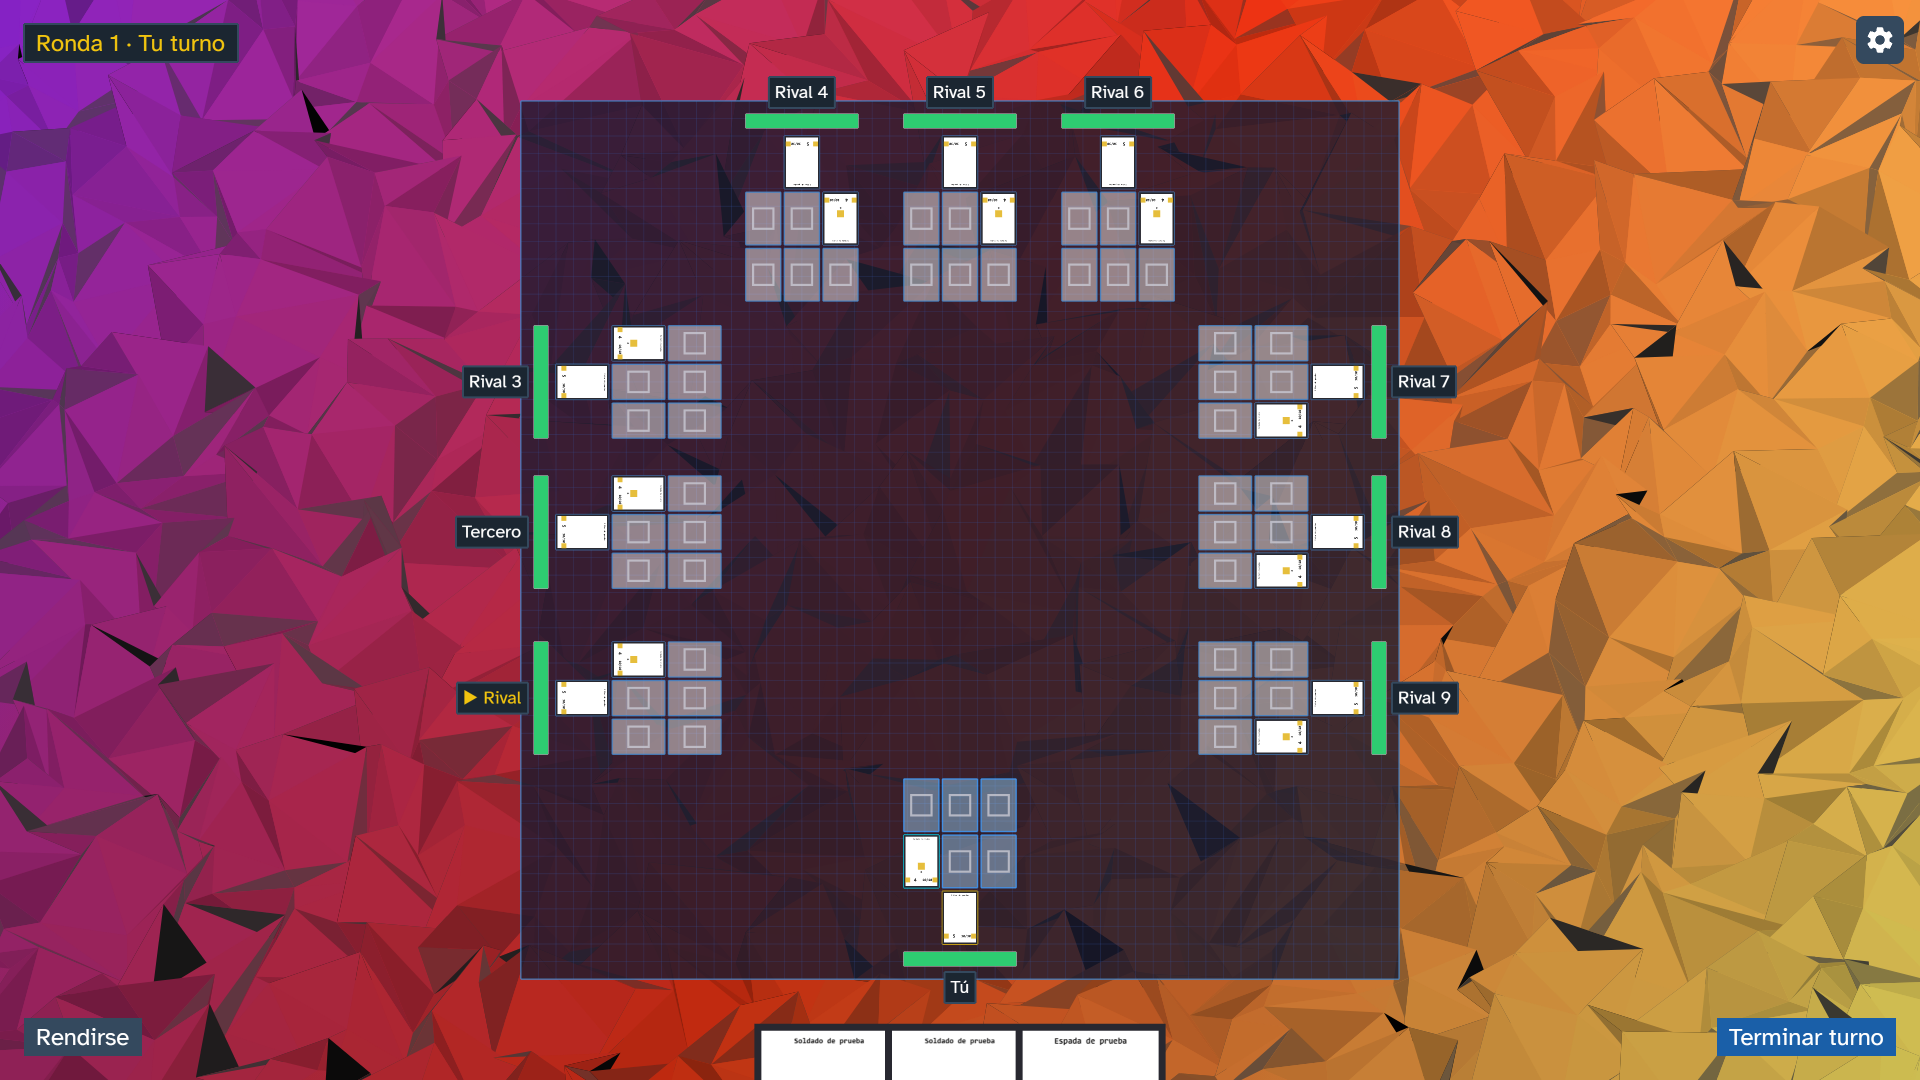 Ronda 1 · Tu turno
Rival 4
Rival 5
Rival 6
Rival 3
Rival 7
Tercero
Rival 8
▶ Rival
Rival 9
Tú
Rendirse
Terminar turno
Soldado de prueba
Soldado de prueba
Espada de prueba